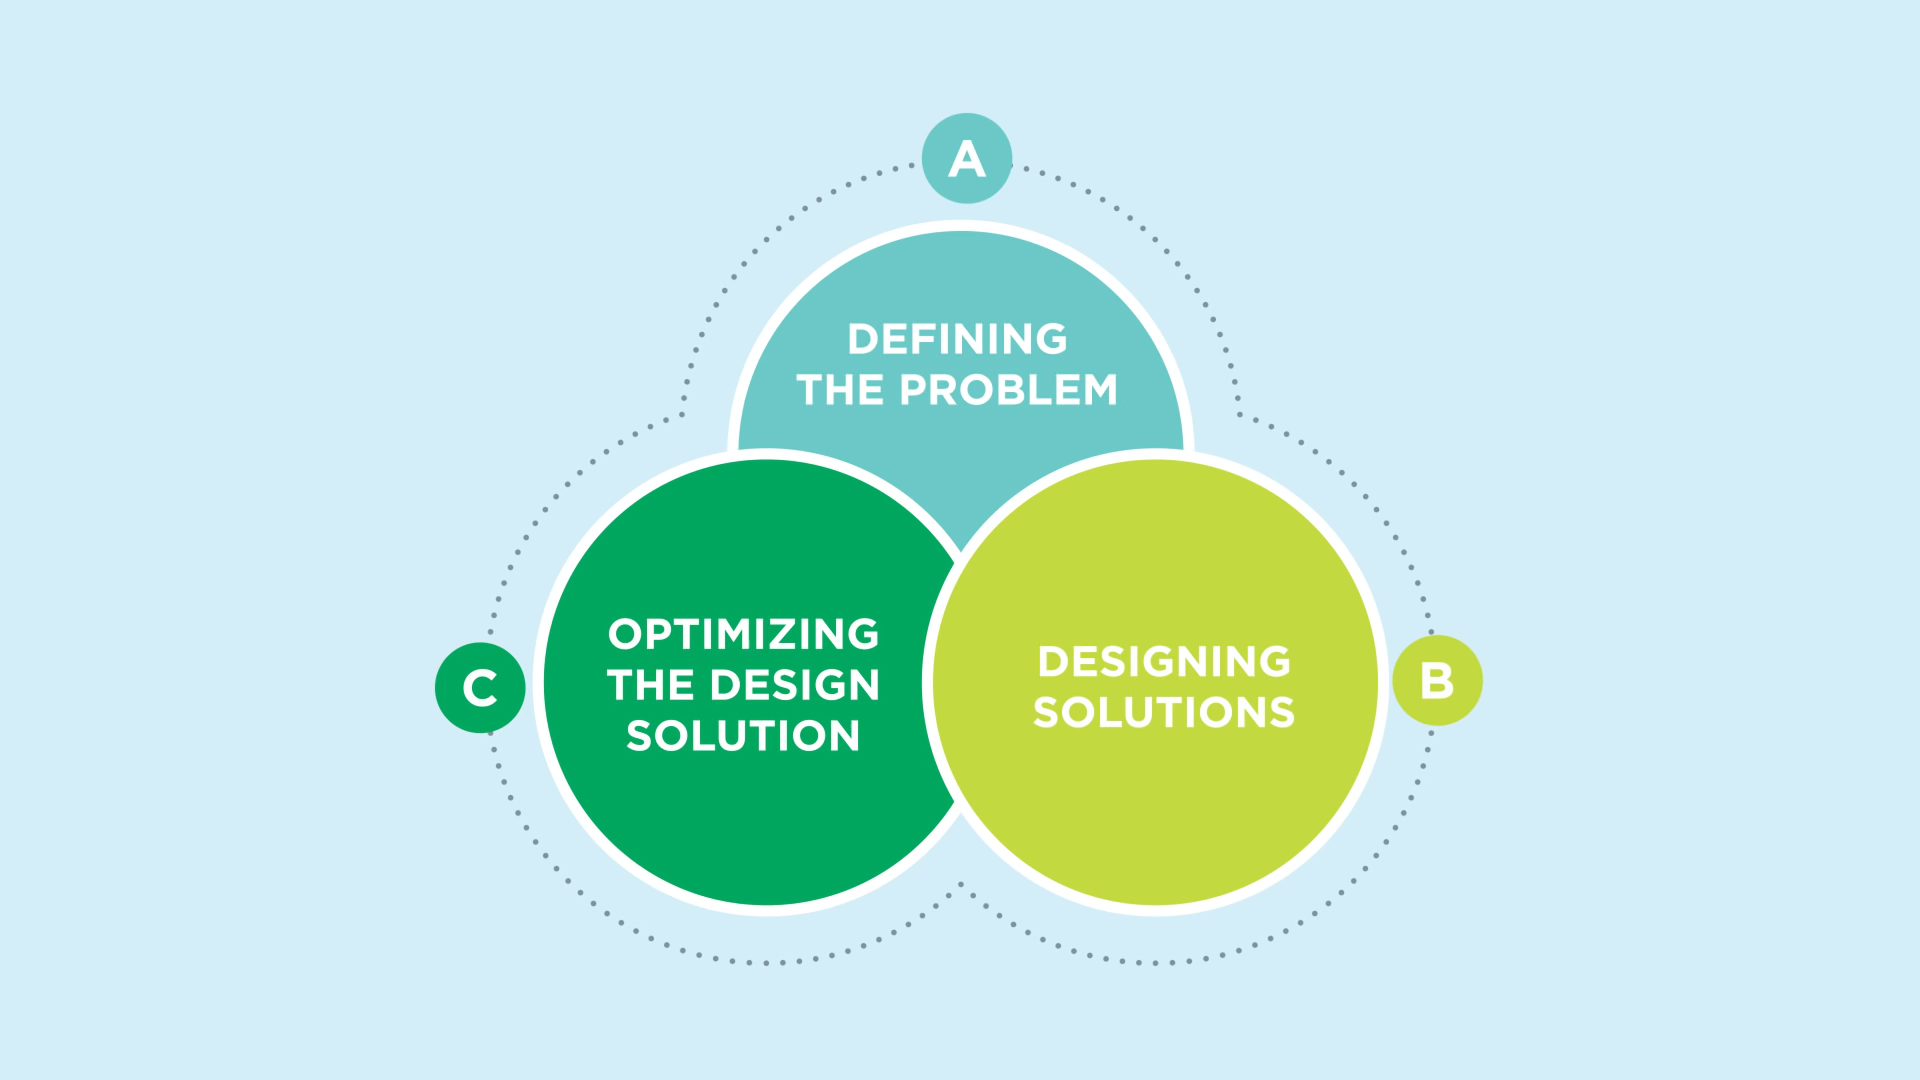 A
DEFINING
THE PROBLEM
OPTIMIZING
THE DESIGN
SOLUTION
C
DESIGNING
SOLUTIONS
B